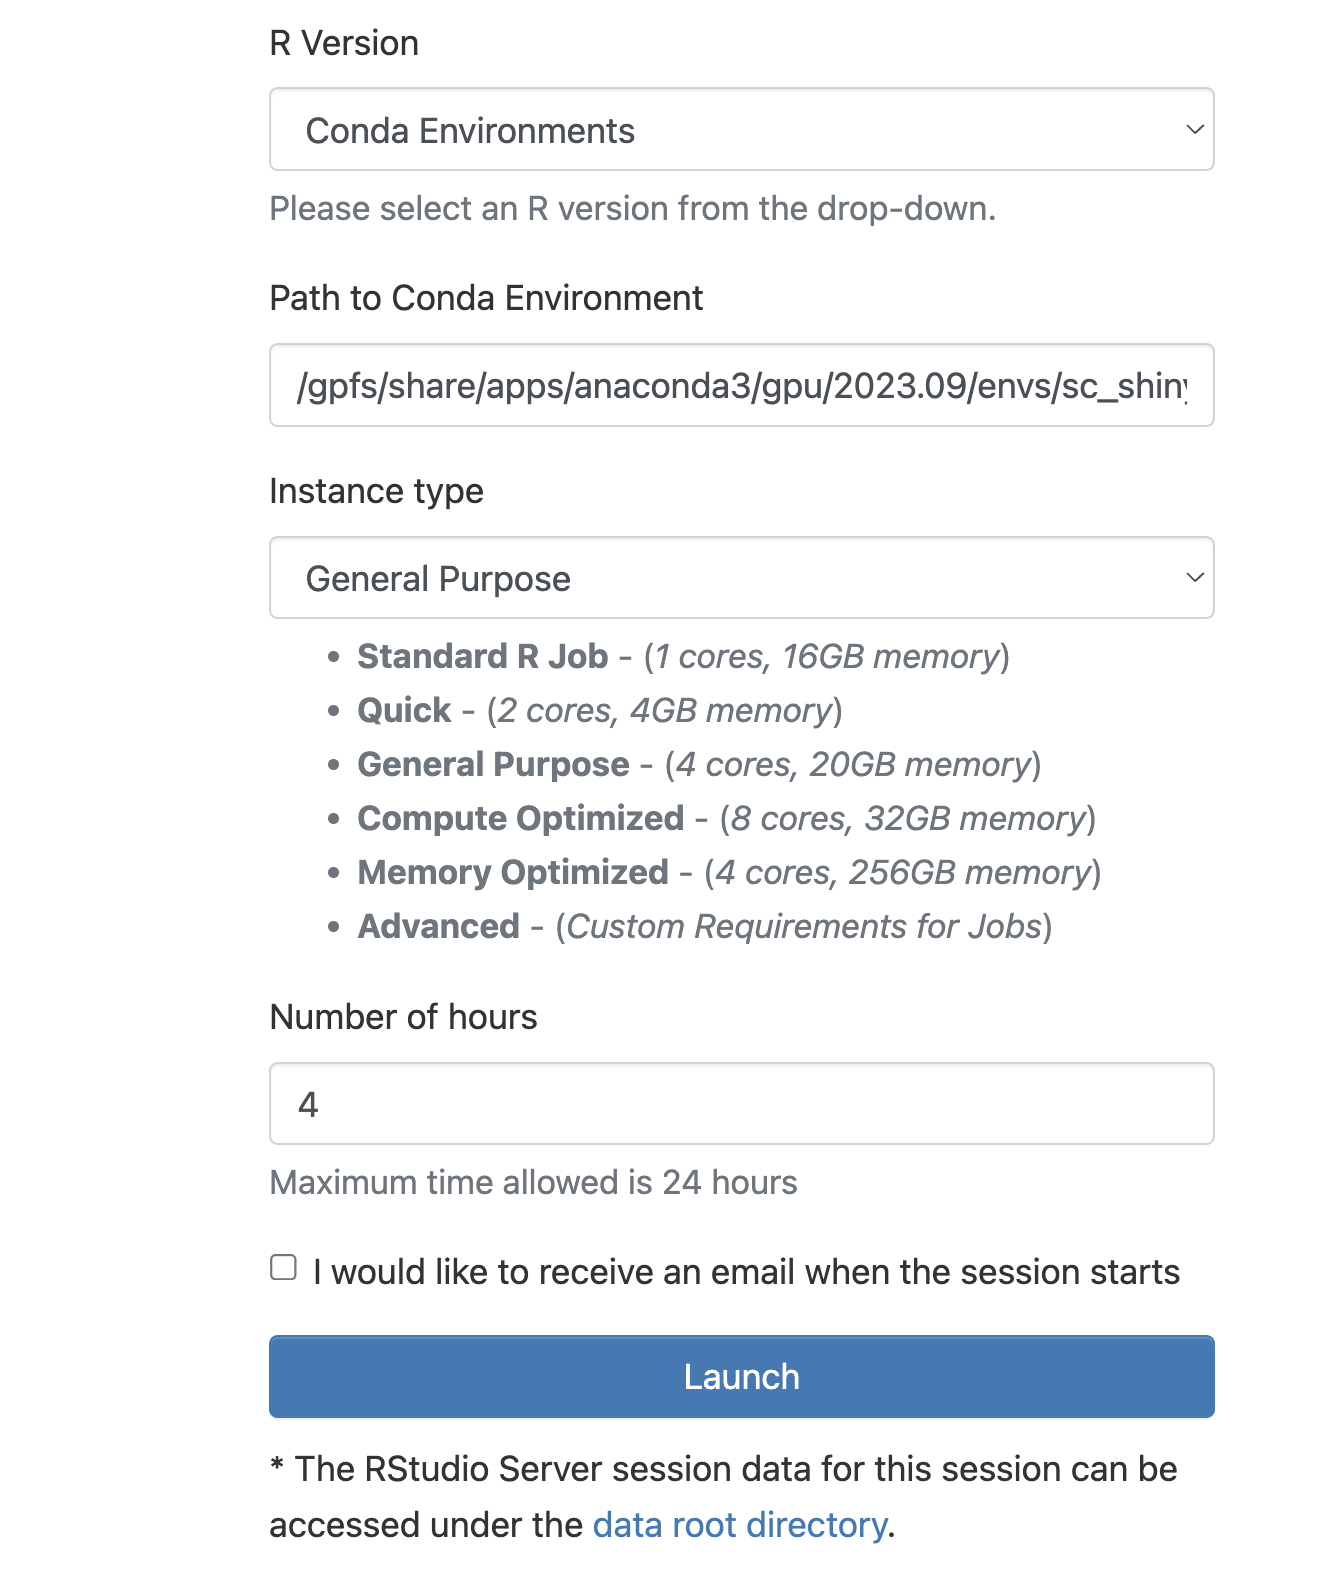 R Version
Conda Environments
Please select an R version from the drop-down.
Path to Conda Environment
/gpfs/share/apps/anaconda3/gpu/2023.09/envs/sc_shiny
Instance type
General Purpose
• Standard R Job - (1 cores, 16GB memory)
• Quick - (2 cores, 4GB memory)
• General Purpose - (4 cores, 20GB memory)
• Compute Optimized - (8 cores, 32GB memory)
• Memory Optimized - (4 cores, 256GB memory)
• Advanced - (Custom Requirements for Jobs)
Number of hours
4
Maximum time allowed is 24 hours
I would like to receive an email when the session starts
Launch
* The RStudio Server session data for this session can be
accessed under the data root directory.